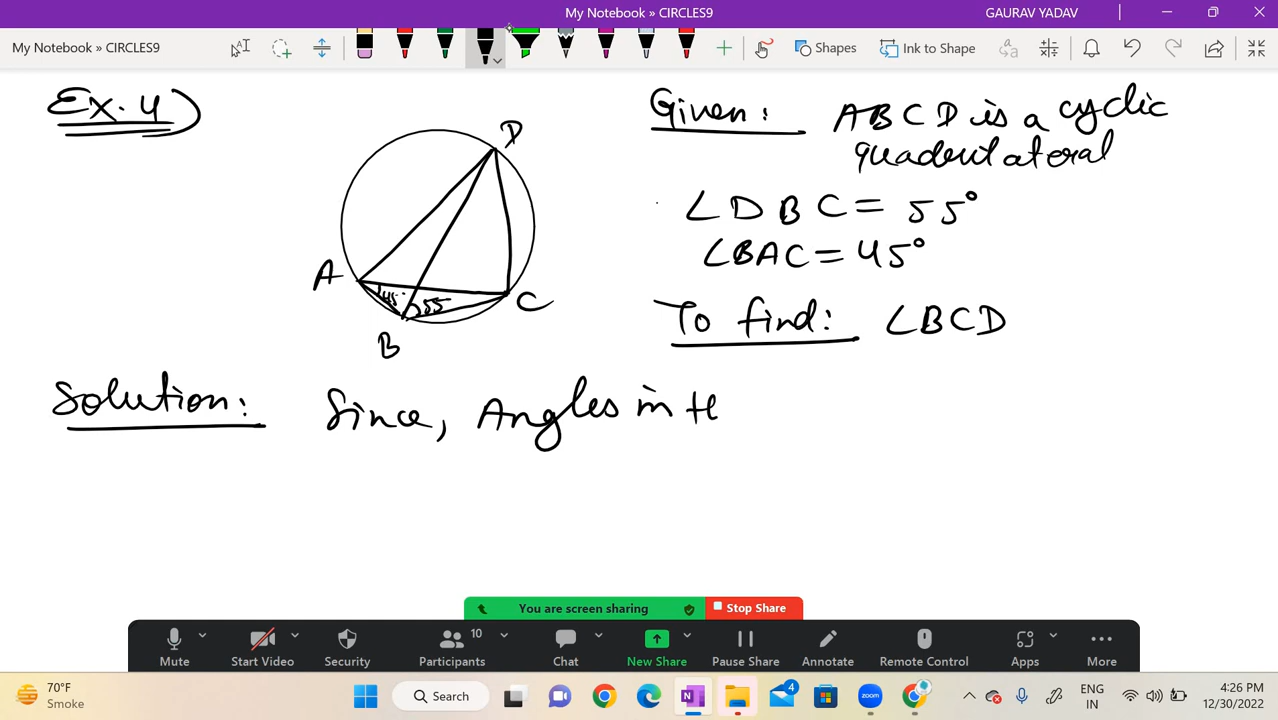 My Notebook » CIRCLES9
GAURAV YADAV
My Notebook » CIRCLES9
Shapes
Ink to Shape
Ex. 4)
Given: ABCD is a cyclic
quadrilateral
∠DBC = 55°
∠BAC = 45°
To find: ∠BCD
D
A
45°
55
C
B
Solution: Since, Angles in th
You are screen sharing
Stop Share
10
Mute
Start Video
Security
Participants
Chat
New Share
Pause Share
Annotate
Remote Control
Apps
More
70°F
Smoke
Search
4
zoom
ENG
IN
4:26 PM
12/30/2022